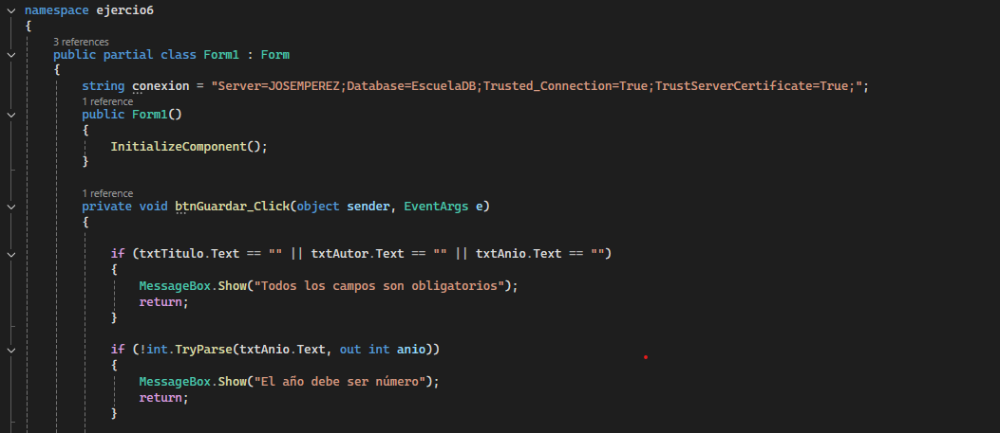 namespace ejercio6
{
3 references
public partial class Form1 : Form
{
string conexion = "Server=JOSEMPEREZ;Database=EscuelaDB;Trusted_Connection=True;TrustServerCertificate=True;";
1 reference
public Form1()
{
InitializeComponent();
}
1 reference
private void btnGuardar_Click(object sender, EventArgs e)
{
if (txtTitulo.Text == "" || txtAutor.Text == "" || txtAnio.Text == "")
{
MessageBox.Show("Todos los campos son obligatorios");
return;
}
if (!int.TryParse(txtAnio.Text, out int anio))
{
MessageBox.Show("El año debe ser número");
return;
}